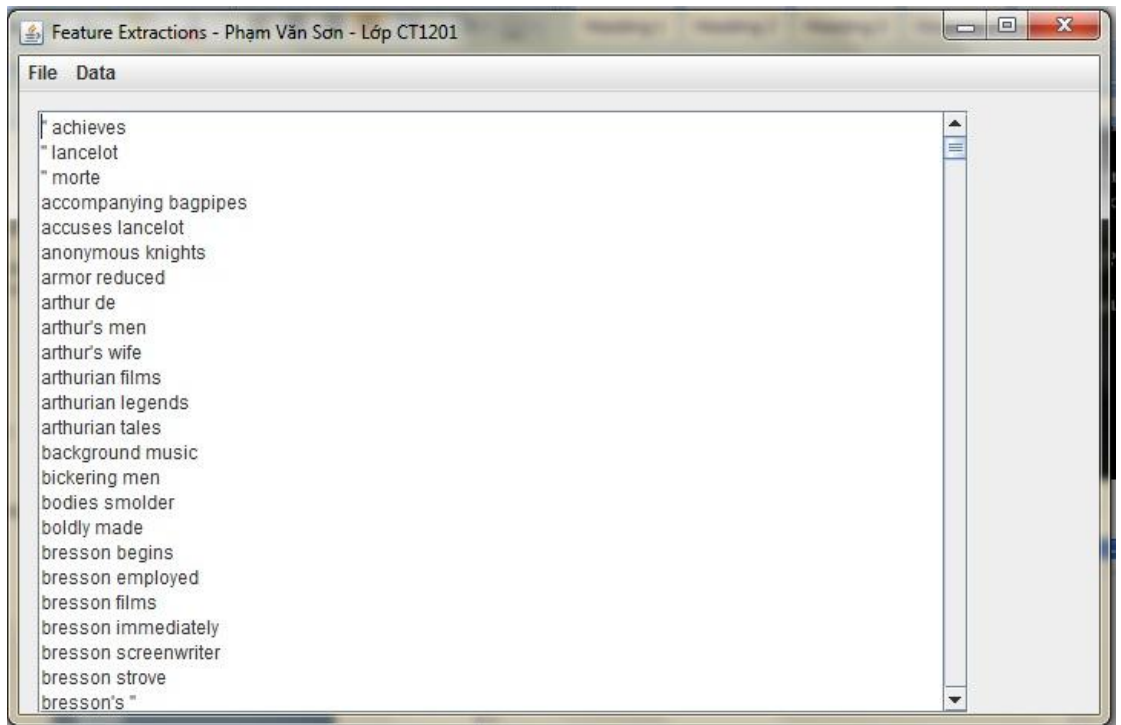 Feature Extractions - Phạm Văn Sơn - Lớp CT1201
File Data
" achieves
" lancelot
" morte
accompanying bagpipes
accuses lancelot
anonymous knights
armor reduced
arthur de
arthur's men
arthur's wife
arthurian films
arthurian legends
arthurian tales
background music
bickering men
bodies smolder
boldly made
bresson begins
bresson employed
bresson films
bresson immediately
bresson screenwriter
bresson strove
bresson's "